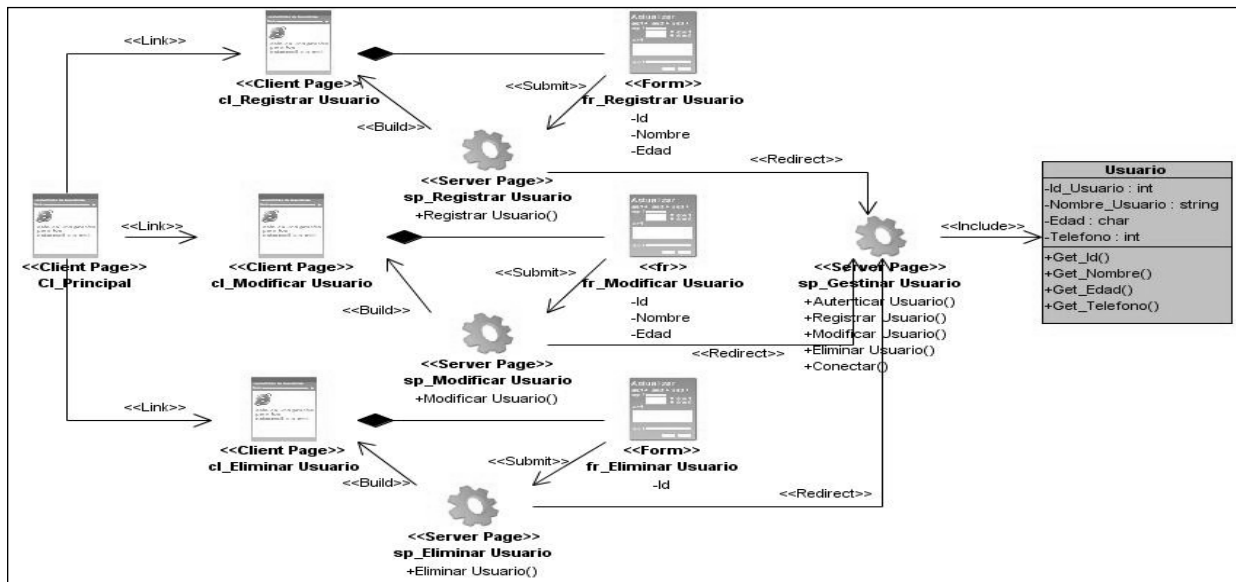 <<Link>>
<<Client Page>>
cl_Registrar Usuario
<<Submit>>
<<Form>>
fr_Registrar Usuario
-Id
-Nombre
-Edad
<<Build>>
<<Server Page>>
sp_Registrar Usuario
+Registrar Usuario()
<<Redirect>>
<<Client Page>>
Cl_Principal
<<Link>>
<<Client Page>>
cl_Modificar Usuario
<<Submit>>
<<fr>>
fr_Modificar Usuario
-Id
-Nombre
-Edad
<<Build>>
<<Server Page>>
sp_Modificar Usuario
+Modificar Usuario()
<<Redirect>>
<<Server Page>>
sp_Gestinar Usuario
+Autenticar Usuario()
+Registrar Usuario()
+Modificar Usuario()
+Eliminar Usuario()
+Conectar()
<<Include>>
Usuario
-Id_Usuario : int
-Nombre_Usuario : string
-Edad : char
-Telefono : int
+Get_Id()
+Get_Nombre()
+Get_Edad()
+Get_Telefono()
<<Link>>
<<Client Page>>
cl_Eliminar Usuario
<<Submit>>
<<Form>>
fr_Eliminar Usuario
-Id
<<Build>>
<<Redirect>>
<<Server Page>>
sp_Eliminar Usuario
+Eliminar Usuario()